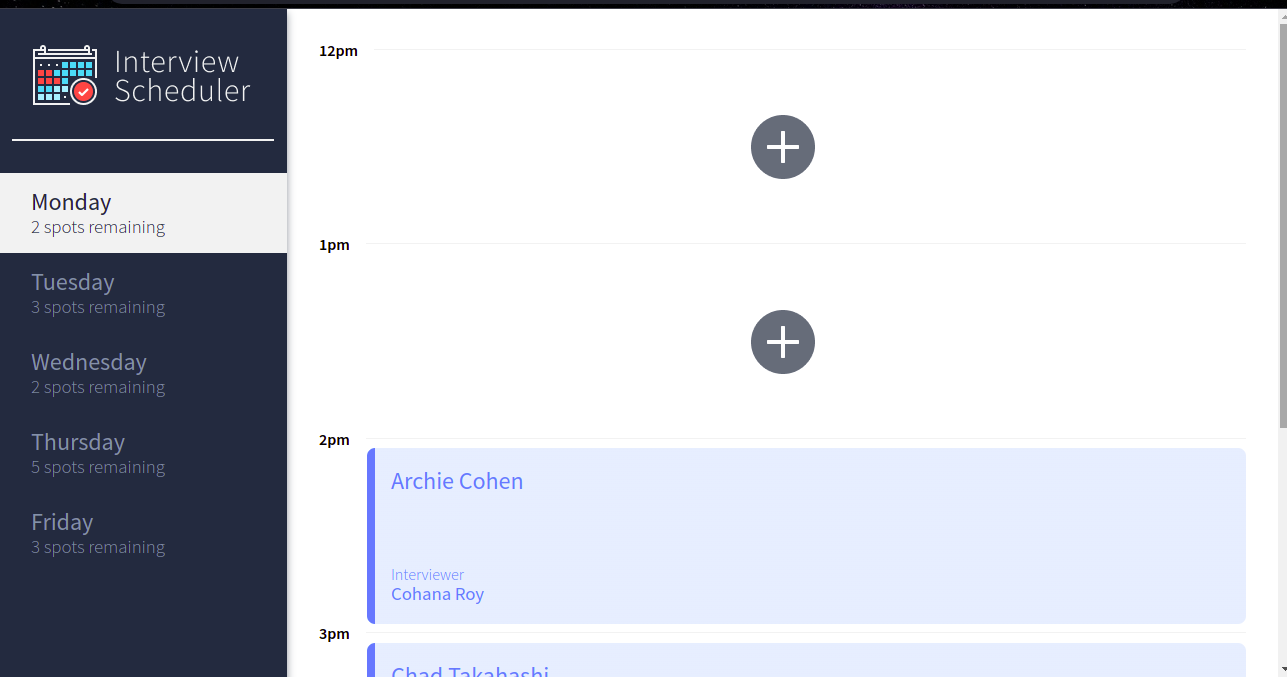 Interview
Scheduler
Monday
2 spots remaining
Tuesday
3 spots remaining
Wednesday
2 spots remaining
Thursday
5 spots remaining
Friday
3 spots remaining
12pm
1pm
2pm
Archie Cohen
Interviewer
Cohana Roy
3pm
Chad Takahashi